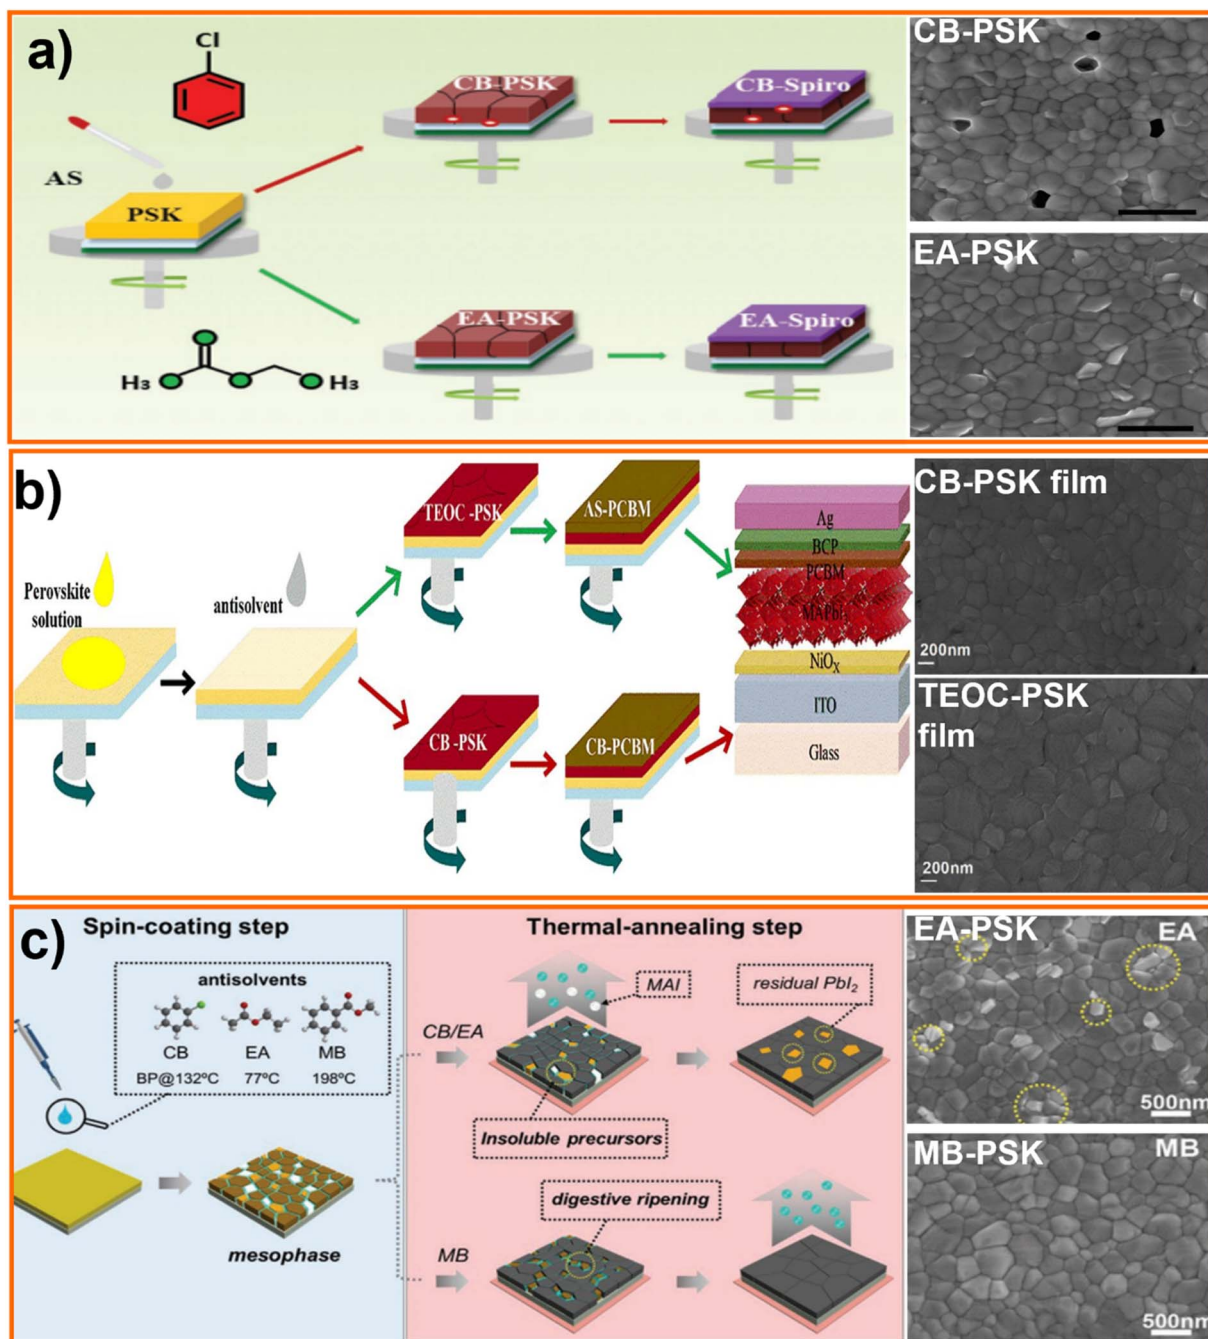 a)
Cl
AS
PSK
CB-PSK
CB-Spiro
H₃
H₃
EA-PSK
EA-Spiro
CB-PSK
EA-PSK
b)
Perovskite
solution
antisolvent
TEOC -PSK
AS-PCBM
CB -PSK
CB-PCBM
Ag
BCP
PCBM
MAPbI₃
NiOX
ITO
Glass
CB-PSK film
200nm
TEOC-PSK
film
200nm
c)
Spin-coating step
antisolvents
CB EA MB
BP@132ºC 77ºC 198ºC
mesophase
Thermal-annealing step
CB/EA
MAI
residual PbI₂
Insoluble precursors
digestive ripening
MB
EA-PSK
EA
500nm
MB-PSK
MB
500nm